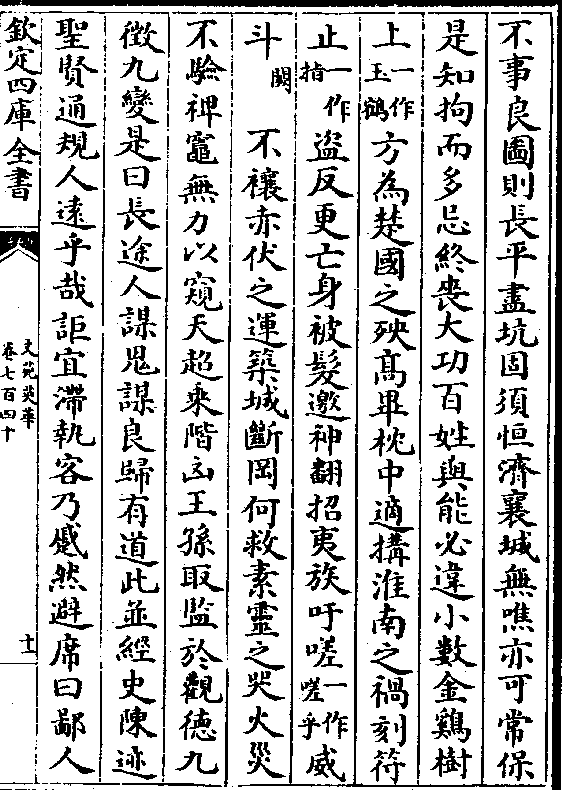 不事良圖則長平盡坑固須恒濟襄城無噍亦可常保
是知拘而多忌終喪大功百姓與能必違小數金鷄樹
上一作玉鶴方為楚國之殃髙畢枕中適搆淮南之禍刻符
止一作指盜反更亡身被髮邀神翻招夷族吁嗟一作嗟乎威
斗闕不禳赤伏之運築城斷岡何救素靈之哭火災
不驗裨竈無力以窺天超乗階凶王孫取監於觀德九
徵九變是曰長途人謀鬼謀良歸有道此並經史陳迹
聖賢通規人遠乎哉詎宜滯執客乃蹙然避席曰鄙人
欽定四庫全書
文苑英華
卷七百四十
十一